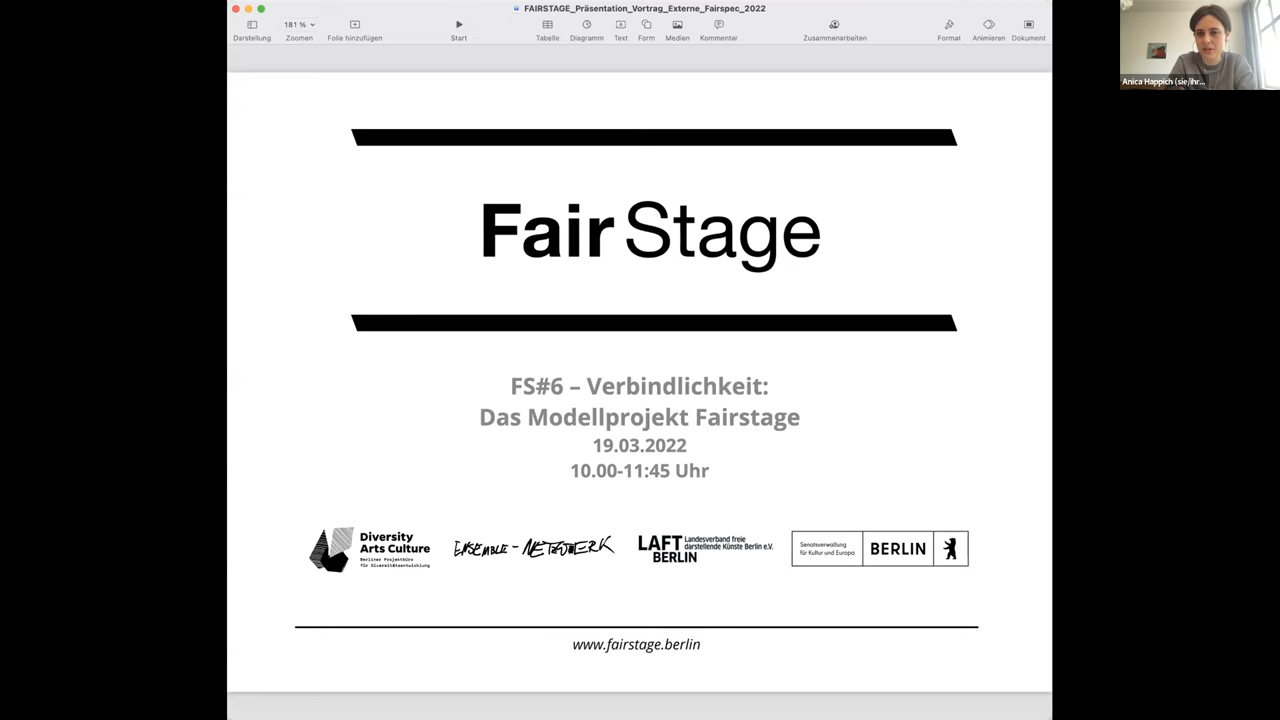 FAIRSTAGE_Präsentation_Vortrag_Externe_Fairspec_2022
181 %
Darstellung Zoomen Folie hinzufügen Start Tabelle Diagramm Text Form Medien Kommentar Zusammenarbeiten Format Animieren Dokument
Anica Happich (sie/ihr...
Fair Stage
FS#6 – Verbindlichkeit:
Das Modellprojekt Fairstage
19.03.2022
10.00-11:45 Uhr
Diversity
Arts Culture
Berliner Projektbüro
für Diversitätsentwicklung
ENSEMBLE - NETZWERK
LAFT BERLIN
Landesverband freie
darstellende Künste Berlin e.V.
Senatsverwaltung
für Kultur und Europa
BERLIN
www.fairstage.berlin